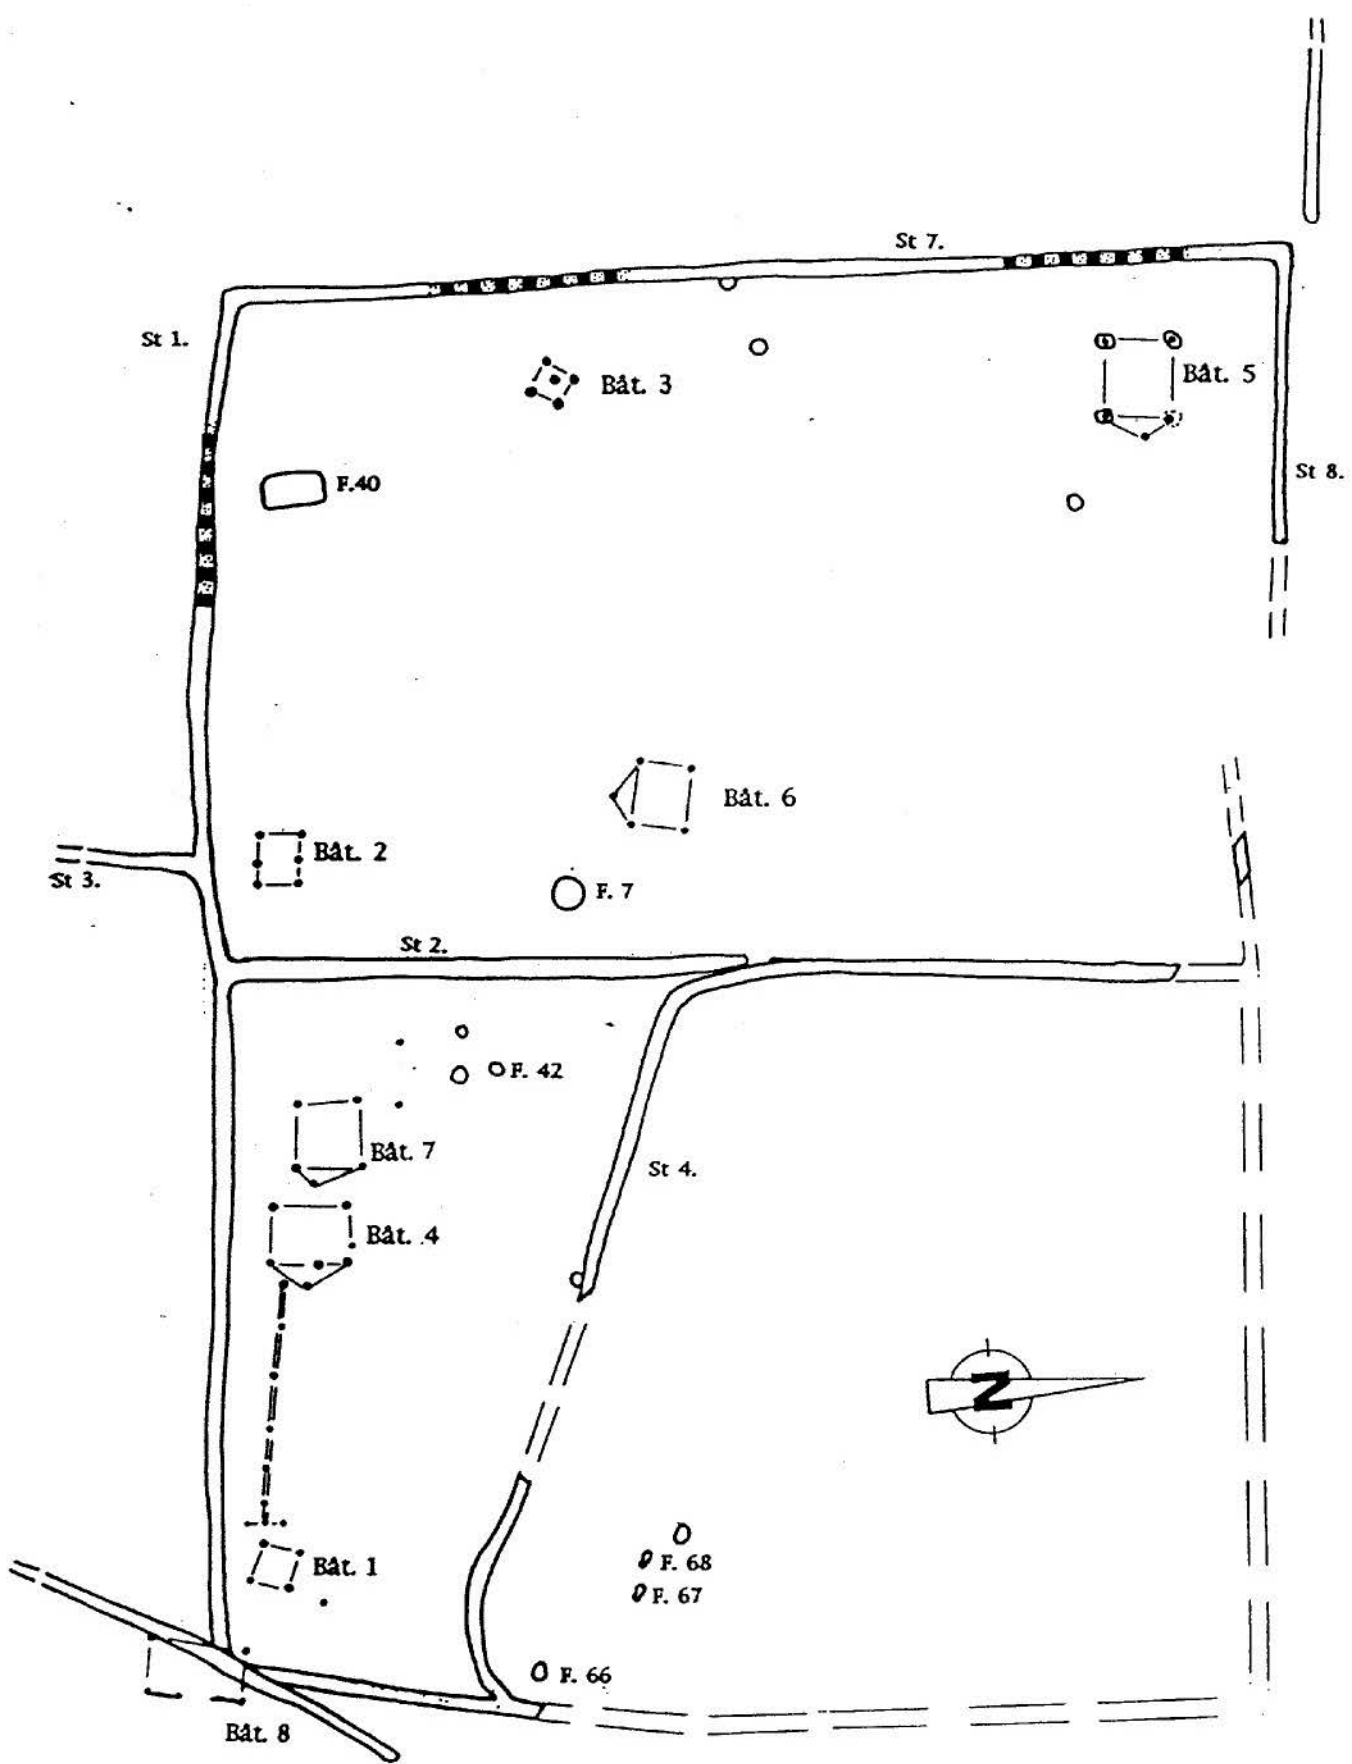 St 7.
St 1.
Bât. 3
Bât. 5
St 8.
F.40
Bât. 6
Bât. 2
St 3.
F. 7
St 2.
F. 42
Bât. 7
St 4.
Bât. .4
N
F. 68
Bât. 1
F. 67
F. 66
Bât. 8